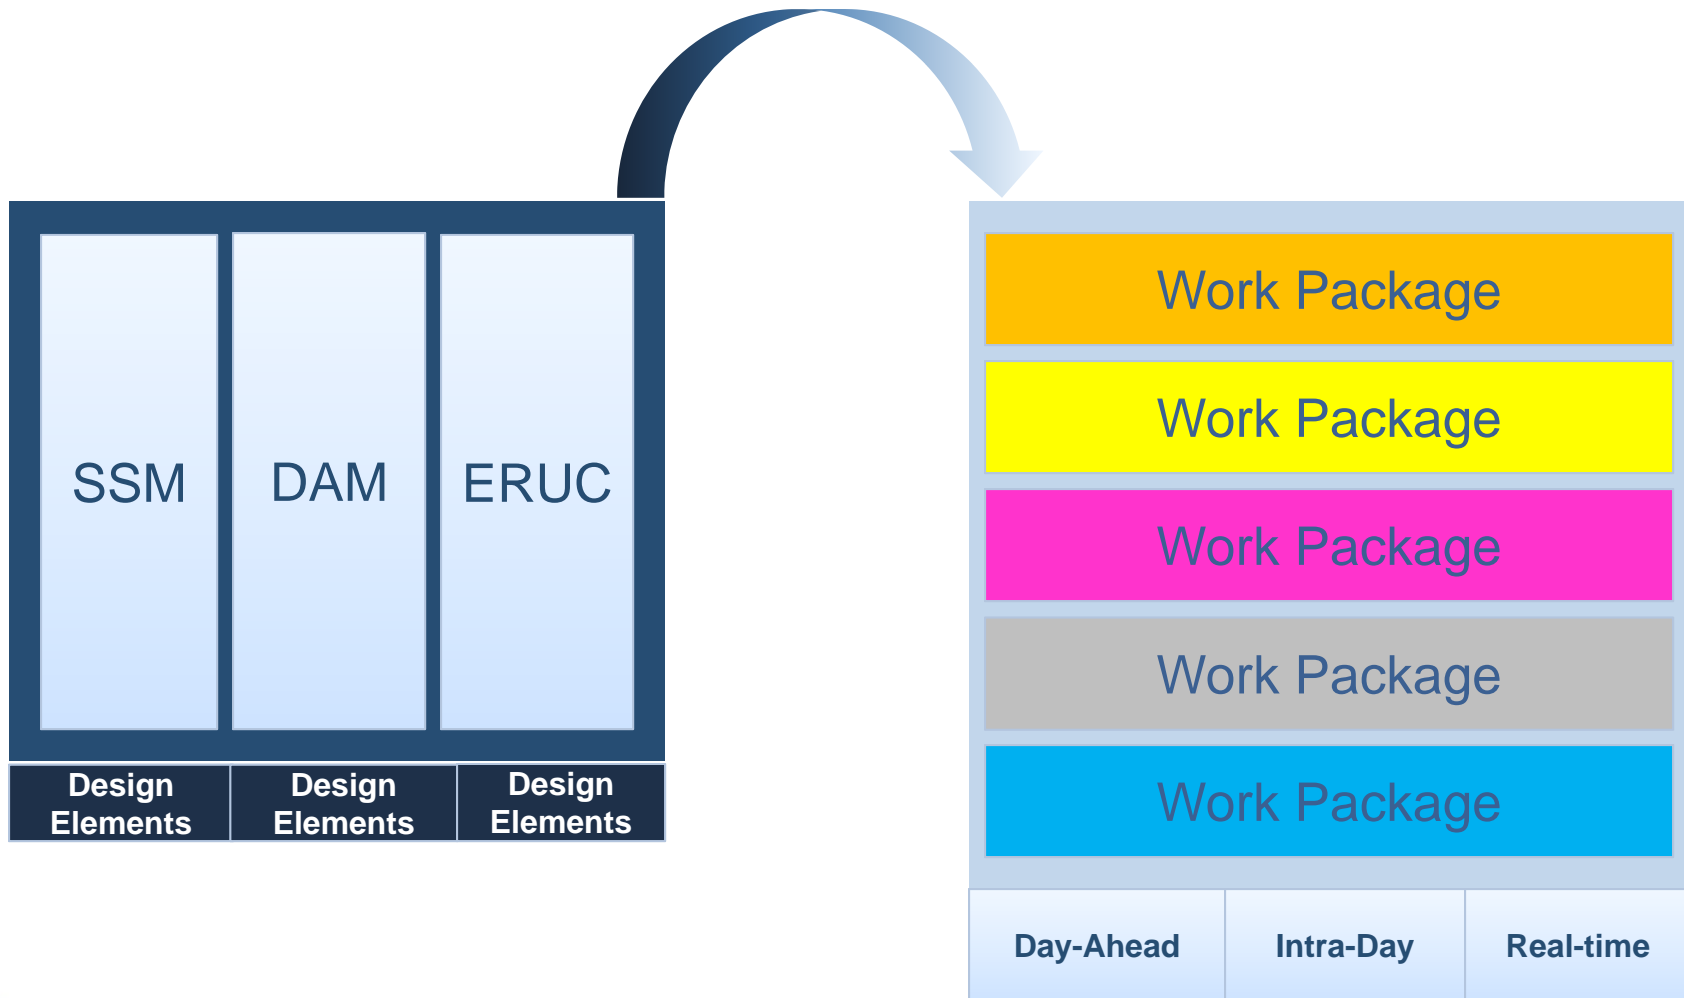 SSM
DAM
ERUC
Design
Elements
Design
Elements
Design
Elements
Work Package
Work Package
Work Package
Work Package
Work Package
Day-Ahead
Intra-Day
Real-time